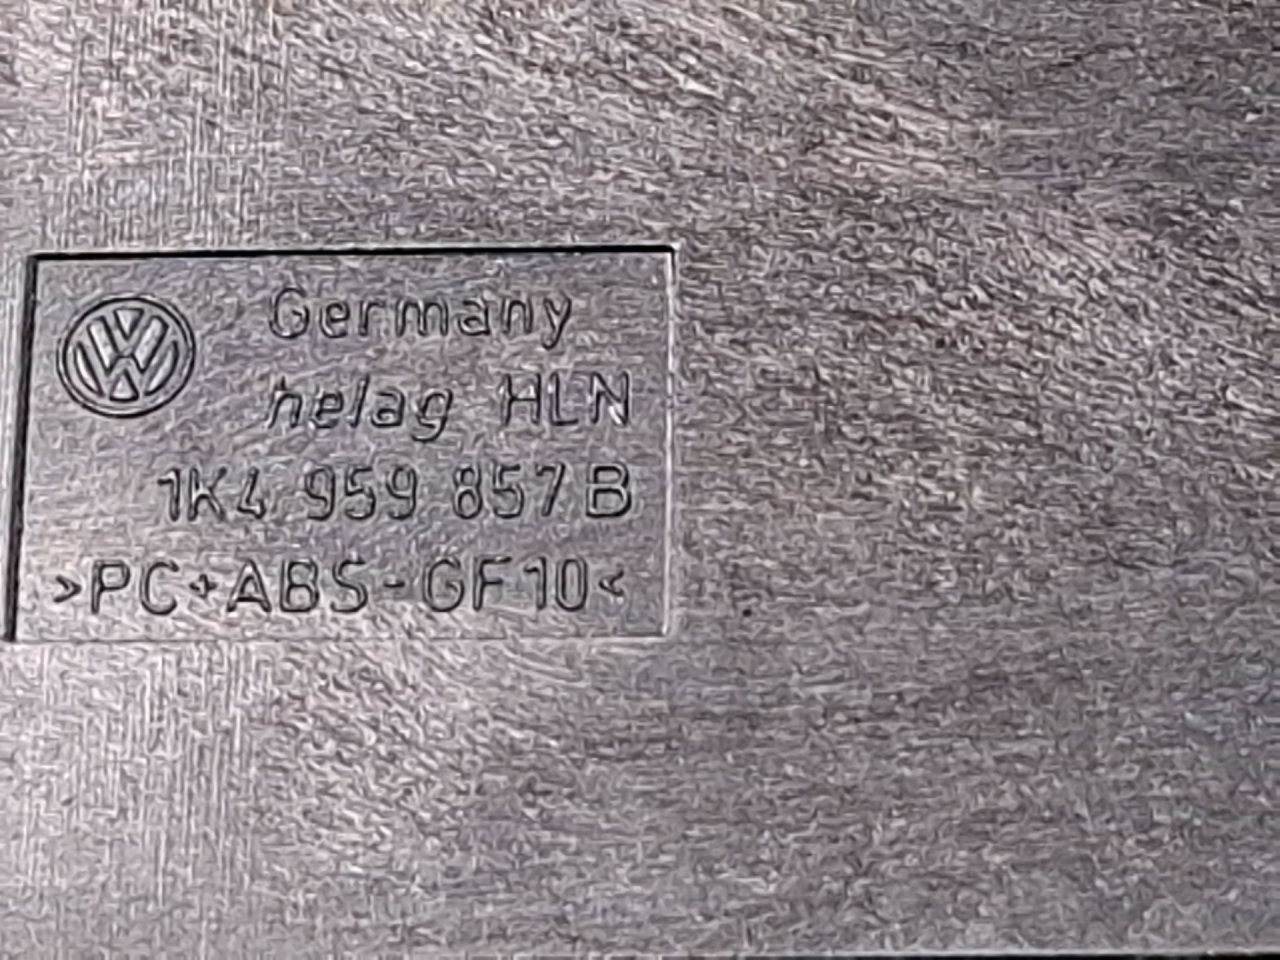 Germany
helag HLN
1K4 959 857 B
>PC+ABS-GF10<